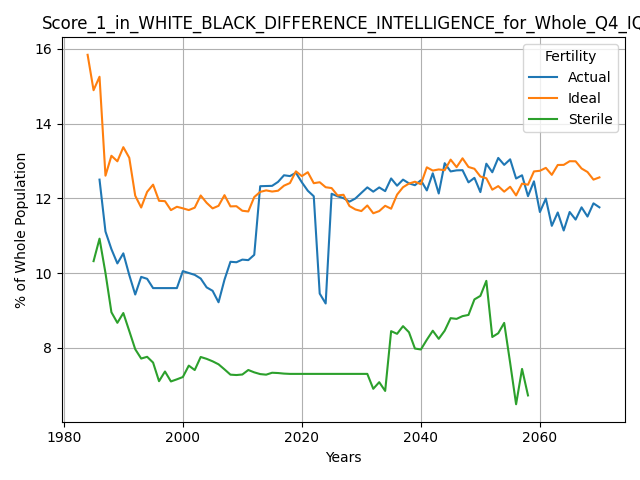 Score_1_in_WHITE_BLACK_DIFFERENCE_INTELLIGENCE_for_Whole_Q4_IQ
16
14
12
10
8
% of Whole Population
Fertility
Actual
Ideal
Sterile
1980 2000 2020 2040 2060
Years